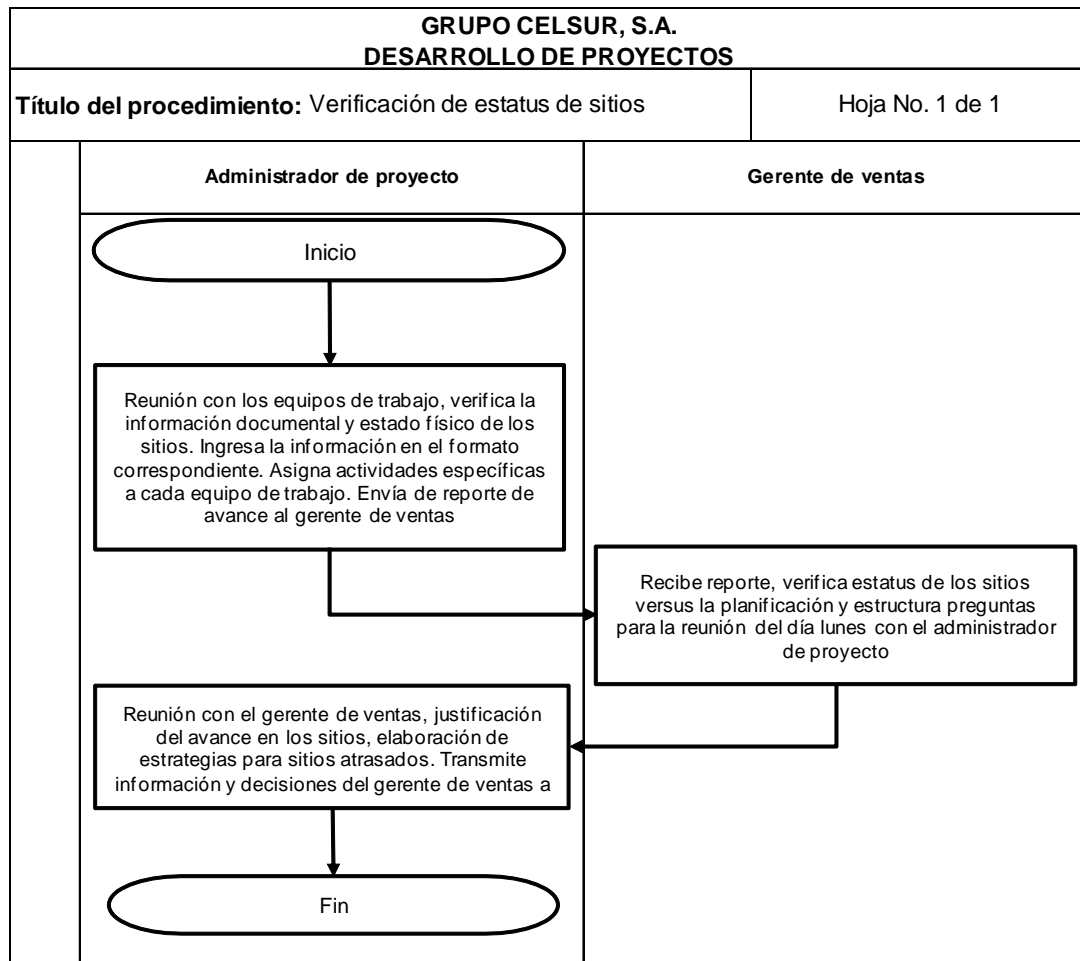 GRUPO CELSUR, S.A.
DESARROLLO DE PROYECTOS
Título del procedimiento: Verificación de estatus de sitios
Hoja No. 1 de 1
Administrador de proyecto
Gerente de ventas
Inicio
Reunión con los equipos de trabajo, verifica la
información documental y estado físico de los
sitios. Ingresa la información en el formato
correspondiente. Asigna actividades específicas
a cada equipo de trabajo. Envía de reporte de
avance al gerente de ventas
Recibe reporte, verifica estatus de los sitios
versus la planificación y estructura preguntas
para la reunión del día lunes con el administrador
de proyecto
Reunión con el gerente de ventas, justificación
del avance en los sitios, elaboración de
estrategias para sitios atrasados. Transmite
información y decisiones del gerente de ventas a
Fin